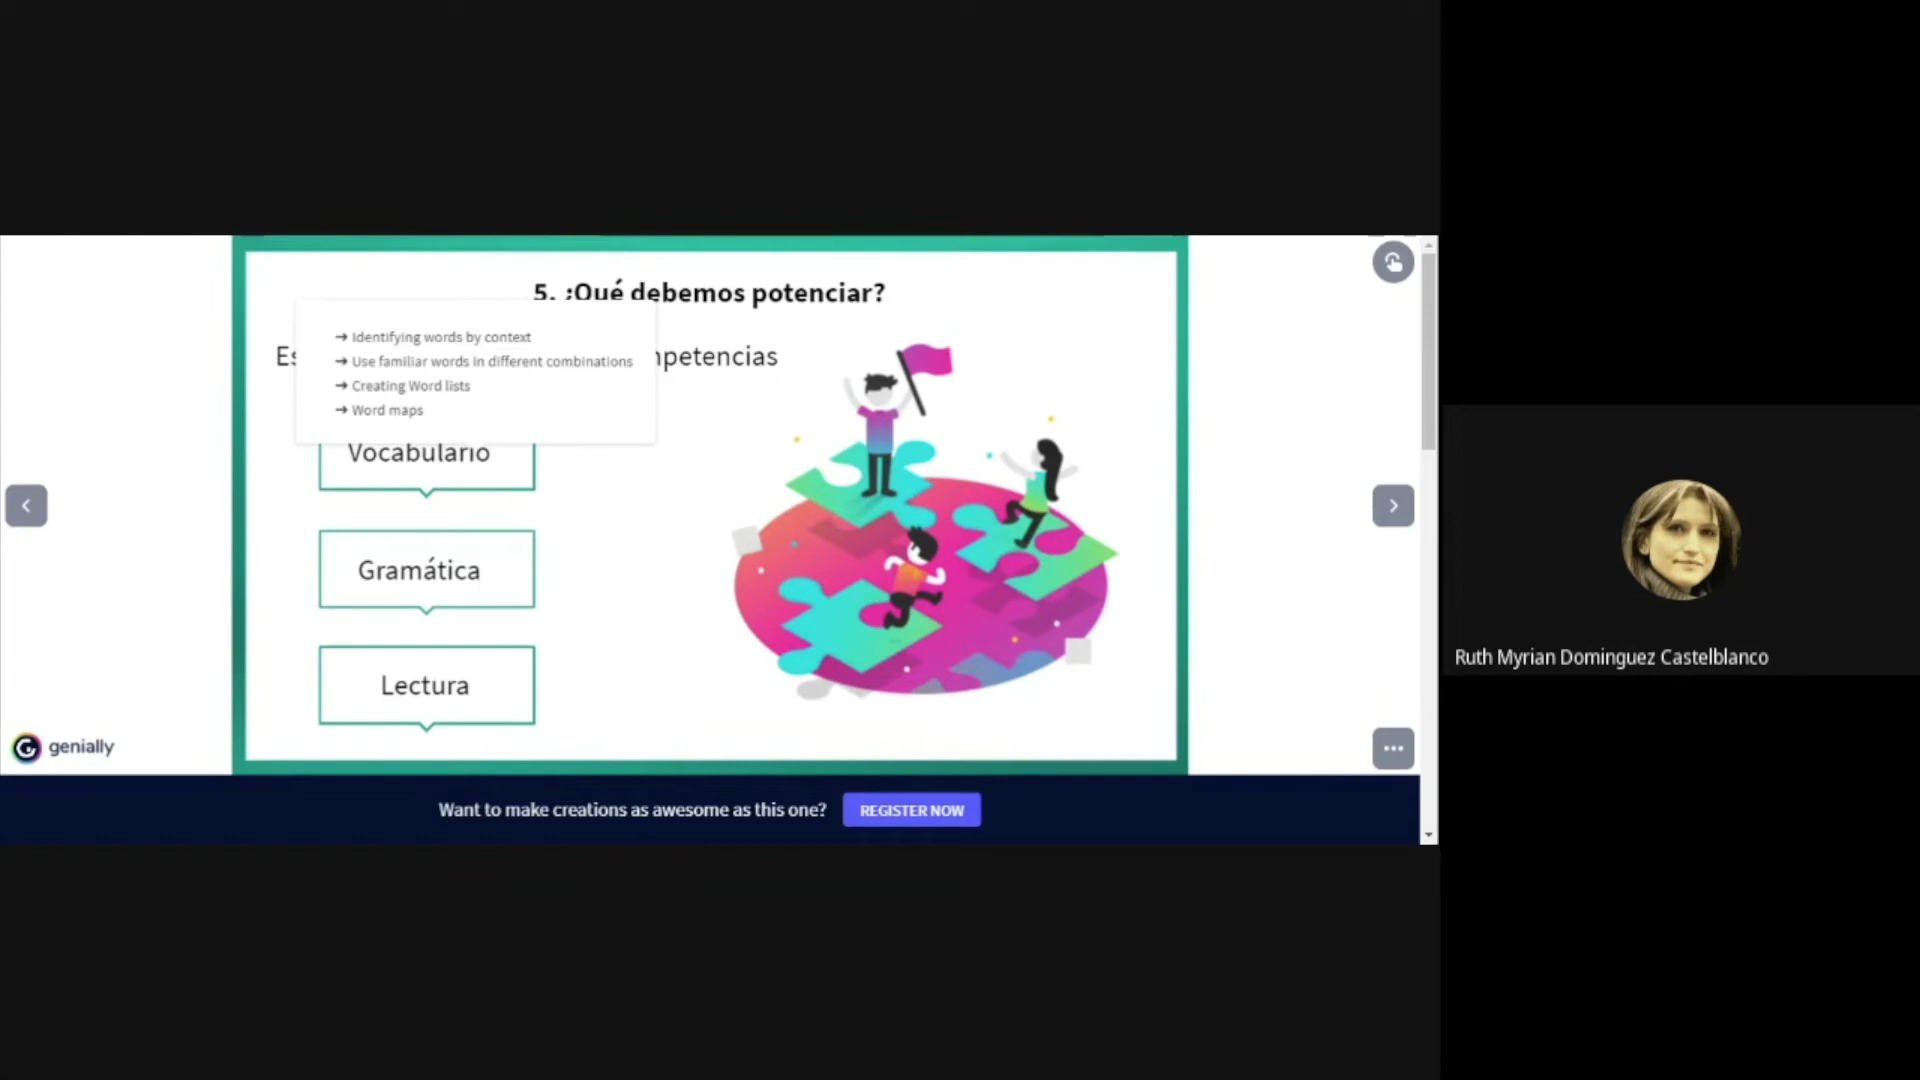 5. ¿Qué debemos potenciar?
→ Identifying words by context
→ Use familiar words in different combinations
→ Creating Word lists
→ Word maps
Vocabulario
Gramática
Lectura
genially
Want to make creations as awesome as this one? REGISTER NOW
Ruth Myrian Dominguez Castelblanco